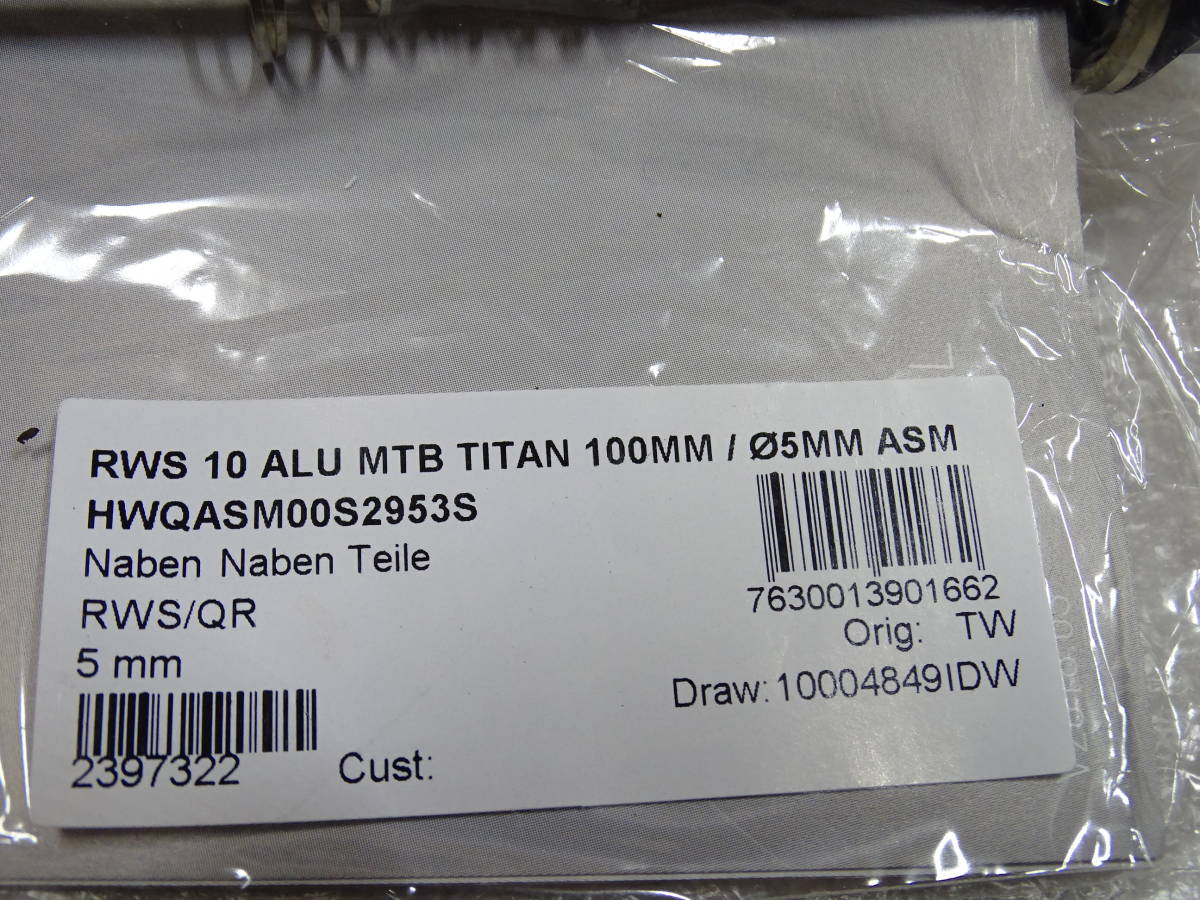 RWS 10 ALU MTB TITAN 100MM / Ø5MM ASM
HWQASM00S2953S
Naben Naben Teile
RWS/QR
5 mm
2397322
Cust:
7630013901662
Orig: TW
Draw: 10004849IDW